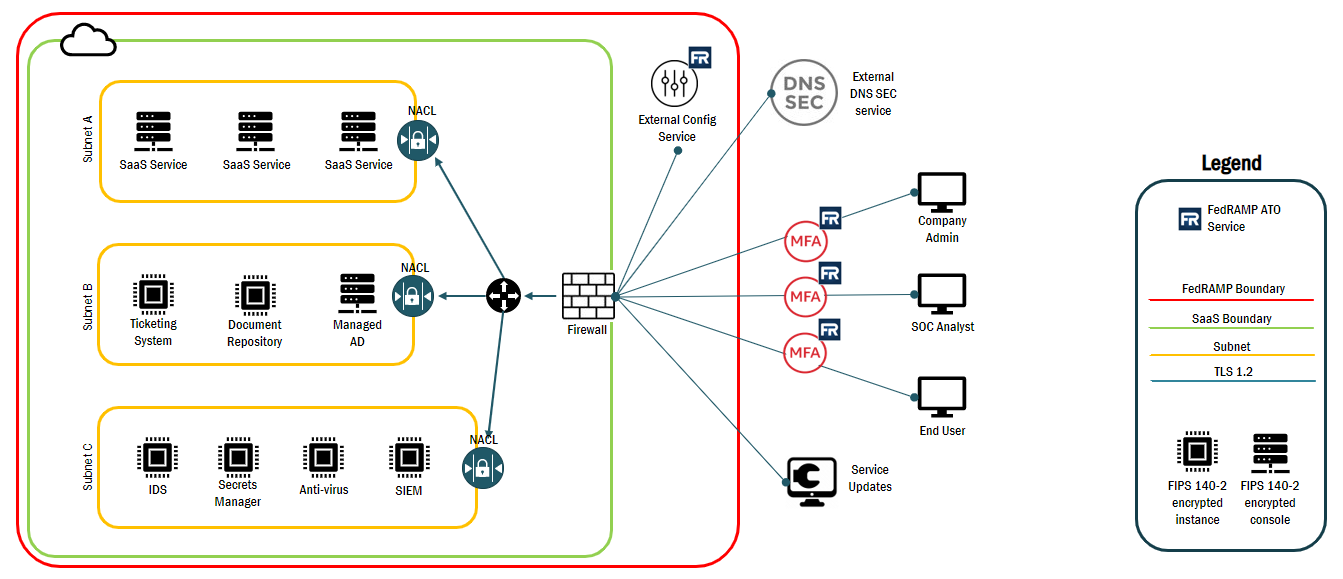 Subnet A
NACL
SaaS Service
SaaS Service
SaaS Service
Subnet B
NACL
Ticketing
System
Document
Repository
Managed
AD
Subnet C
NACL
IDS
Secrets
Manager
Anti-virus
SIEM
Firewall
FR
External Config
Service
DNS
SEC
External
DNS SEC
service
FR
MFA
Company
Admin
FR
MFA
SOC Analyst
FR
MFA
End User
Service
Updates
Legend
FR
FedRAMP ATO
Service
FedRAMP Boundary
SaaS Boundary
Subnet
TLS 1.2
FIPS 140-2
encrypted
instance
FIPS 140-2
encrypted
console